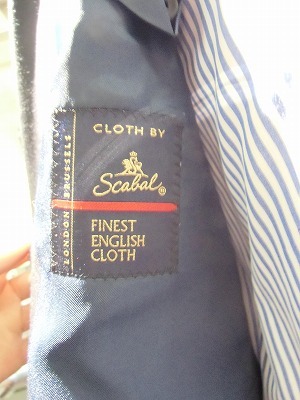 CLOTH BY
Scabal®
FINEST
ENGLISH
CLOTH
LONDON BRUSSELS